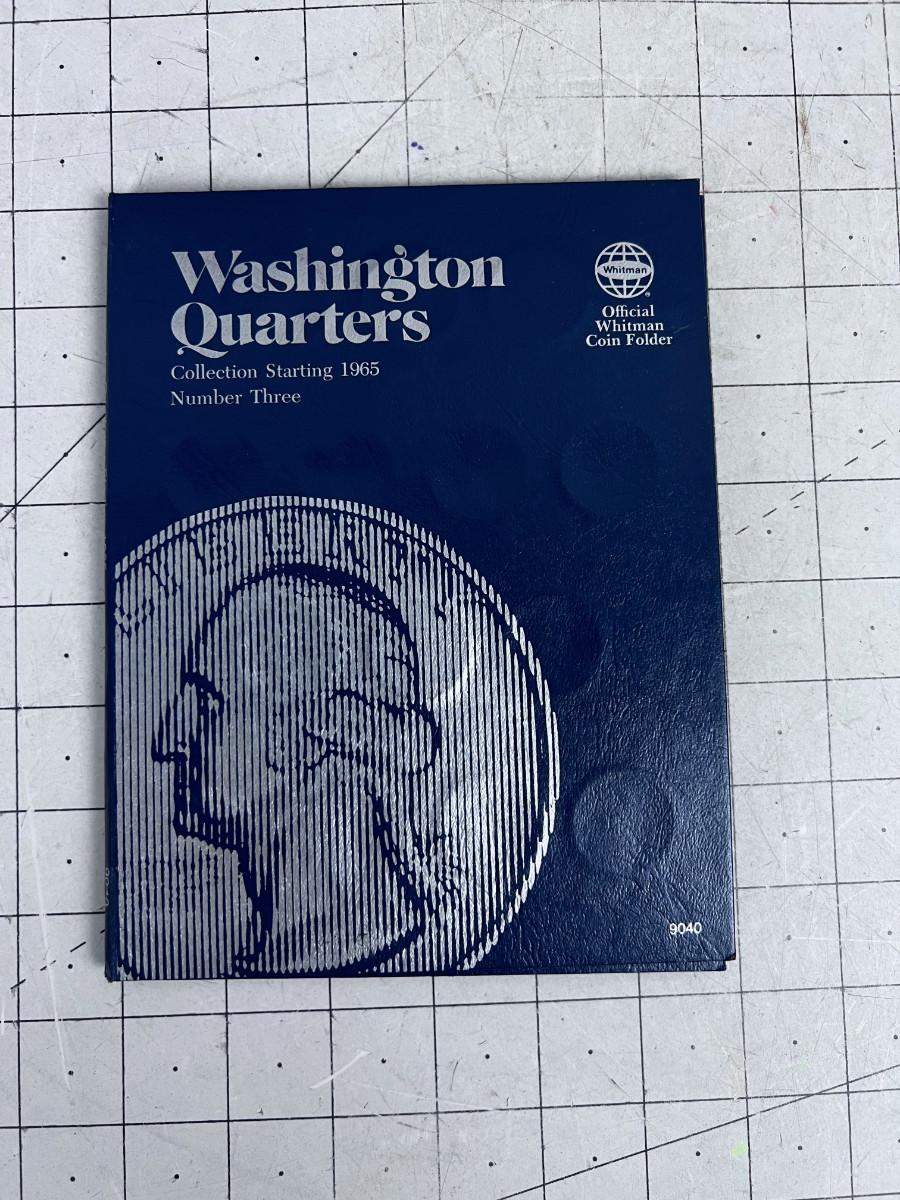 Washington
Quarters
Collection Starting 1965
Number Three
Whitman
®
Official
Whitman
Coin Folder
9040